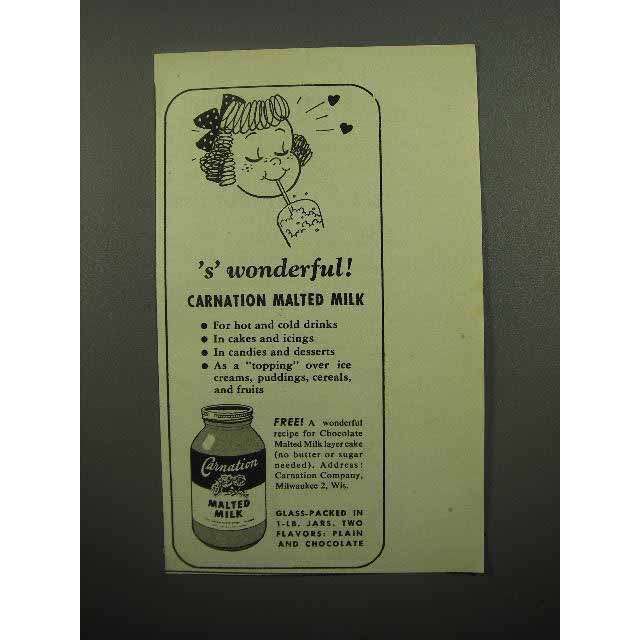 's' wonderful!
CARNATION MALTED MILK
● For hot and cold drinks
● In cakes and icings
● In candies and desserts
● As a "topping" over ice
creams, puddings, cereals,
and fruits
FREE! A wonderful
recipe for Chocolate
Malted Milk layer cake
(no butter or sugar
needed). Address:
Carnation Company,
Milwaukee 2, Wis.
Carnation
MALTED
MILK
GLASS-PACKED IN
1-LB. JARS. TWO
FLAVORS: PLAIN
AND CHOCOLATE